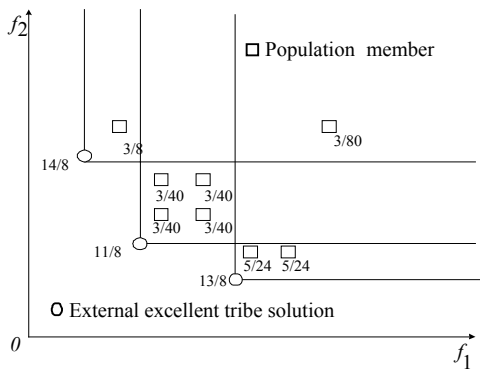 f2
Population member
3/8
3/80
14/8
3/40 3/40
3/40 3/40
11/8
5/24 5/24
13/8
External excellent tribe solution
0
f1